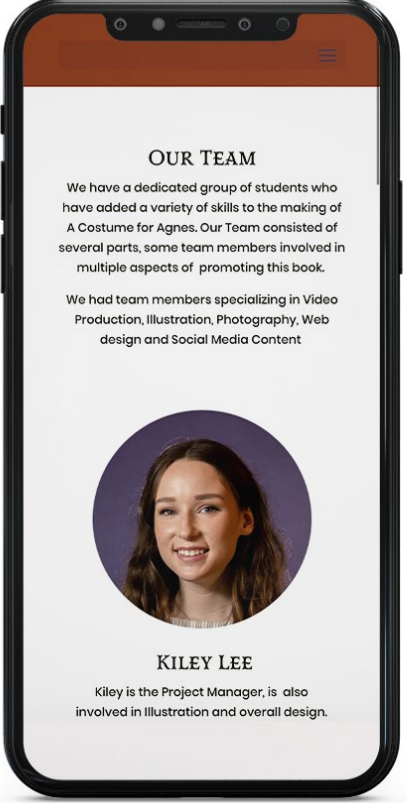 OUR TEAM
We have a dedicated group of students who
have added a variety of skills to the making of
A Costume for Agnes. Our Team consisted of
several parts, some team members involved in
multiple aspects of  promoting this book.
We had team members specializing in Video
Production, Illustration, Photography, Web
design and Social Media Content
KILEY LEE
Kiley is the Project Manager, is  also
involved in Illustration and overall design.